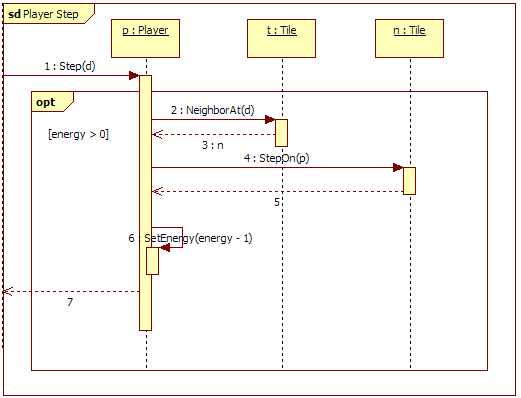 sd Player Step
p : Player
t : Tile
n : Tile
1 : Step(d)
opt
[energy > 0]
2 : NeighborAt(d)
3 : n
4 : StepOn(p)
5
6 : SetEnergy(energy - 1)
7